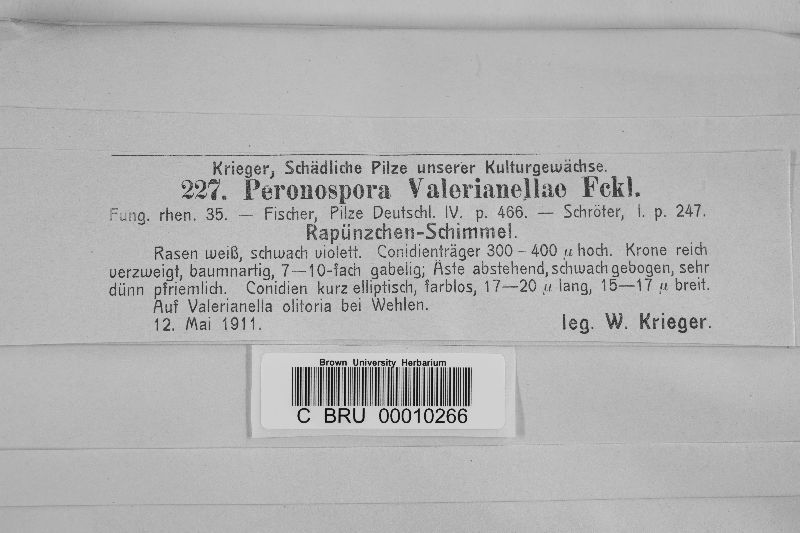 Krieger, Schädliche Pilze unserer Kulturgewächse.
227. Peronospora Valerianellae Fckl.
Fung. rhen. 35. — Fischer, Pilze Deutschl. IV. p. 466. — Schröter, I. p. 247.
Rapünzchen-Schimmel.
Rasen weiß, schwach violett. Conidienträger 300 – 400 µ hoch. Krone reich
verzweigt, baumnartig, 7—10-fach gabelig; Äste abstehend, schwach gebogen, sehr
dünn pfriemlich. Conidien kurz elliptisch, farblos, 17—20 µ lang, 15—17 µ breit.
Auf Valerianella olitoria bei Wehlen.
12. Mai 1911. leg. W. Krieger.
Brown University Herbarium
C BRU 00010266